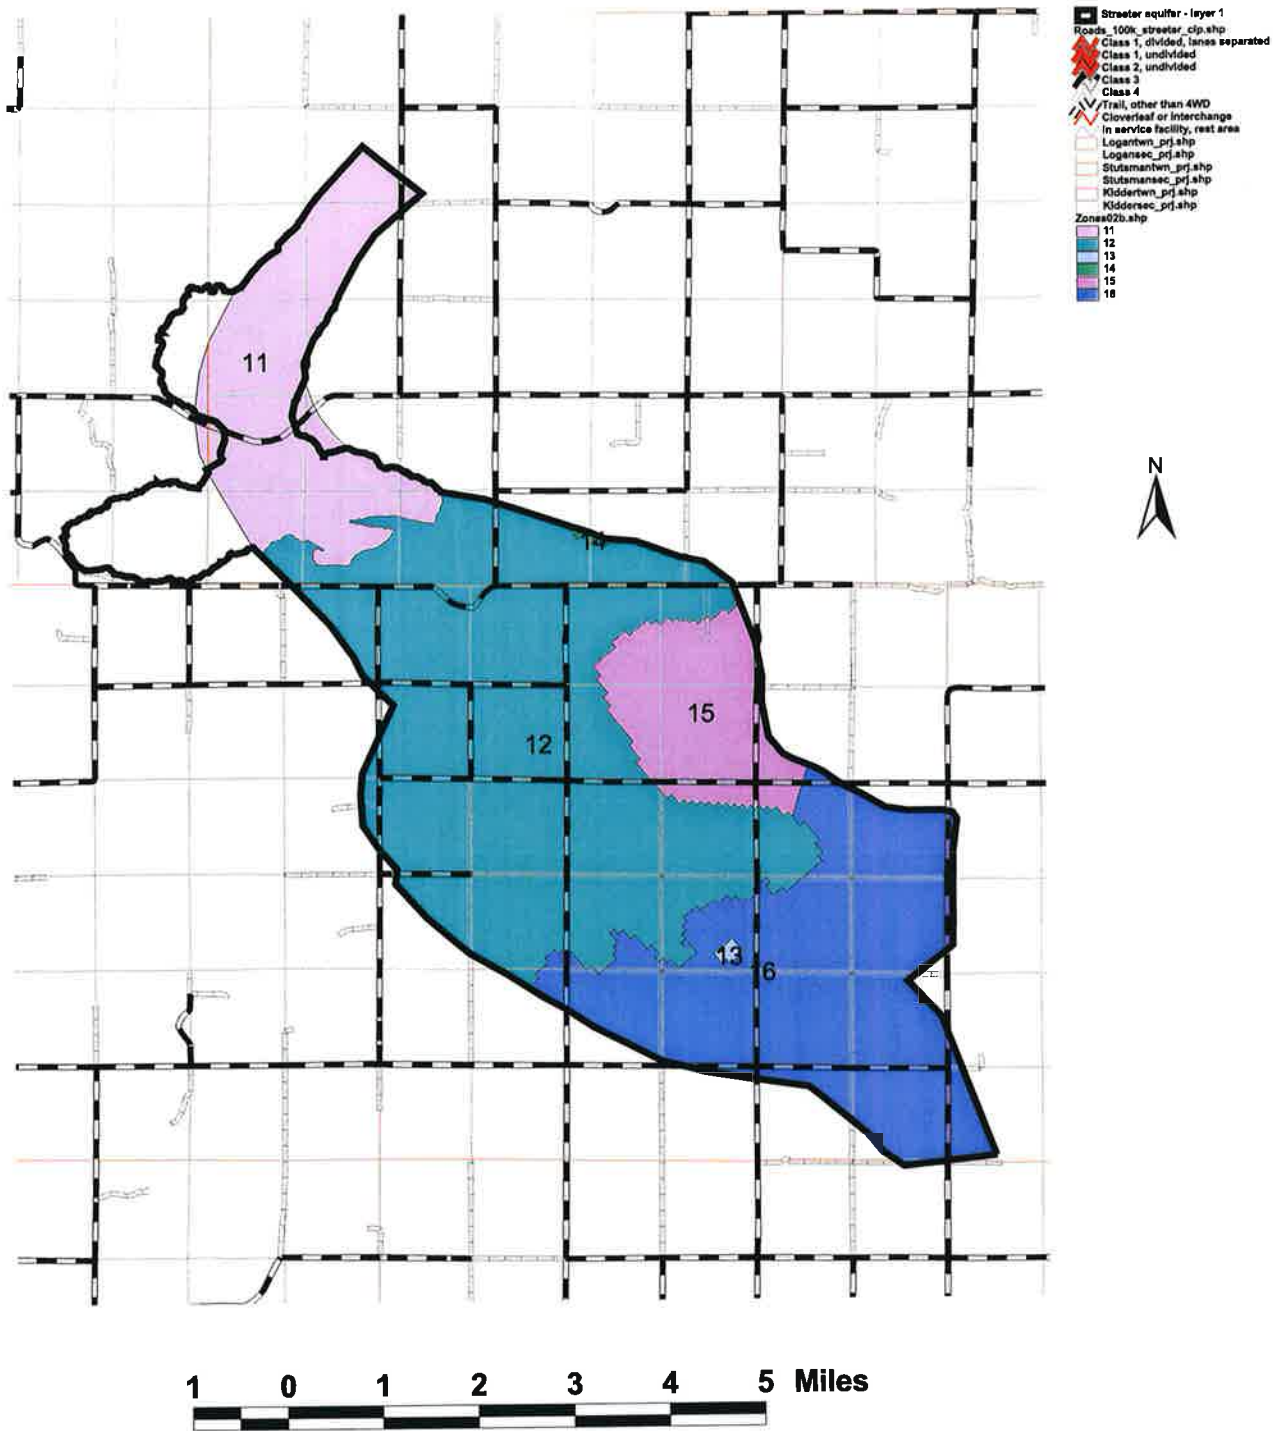 Streeter aquifer - layer 1
Roads_100k_streeter_clp.shp
Class 1, divided, lanes separated
Class 1, undivided
Class 2, undivided
Class 3
Class 4
Trail, other than 4WD
Cloverleaf or interchange
In service facility, rest area
Logantwn_prj.shp
Logansec_prj.shp
Stutsmantwn_prj.shp
Stutsmansec_prj.shp
Kiddertwn_prj.shp
Kiddersec_prj.shp
Zones02b.shp
11
12
13
14
15
16
11
N
14
15
12
13
16
1 0 1 2 3 4 5 Miles